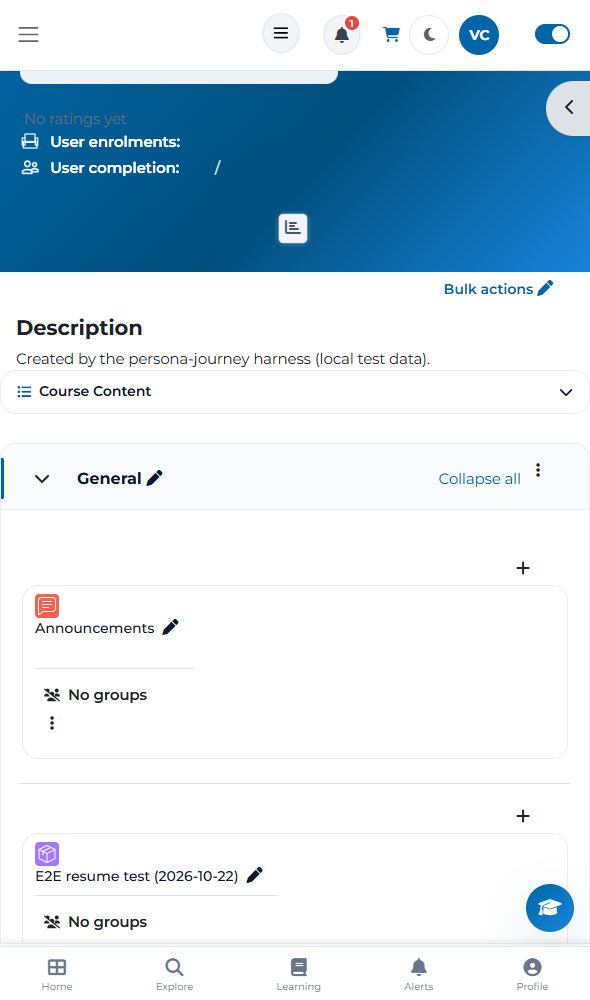 1
VC
No ratings yet
User enrolments:
User completion: /
Bulk actions
Description
Created by the persona-journey harness (local test data).
Course Content
General
Collapse all
Announcements
No groups
E2E resume test (2026-10-22)
No groups
Home
Explore
Learning
Alerts
Profile